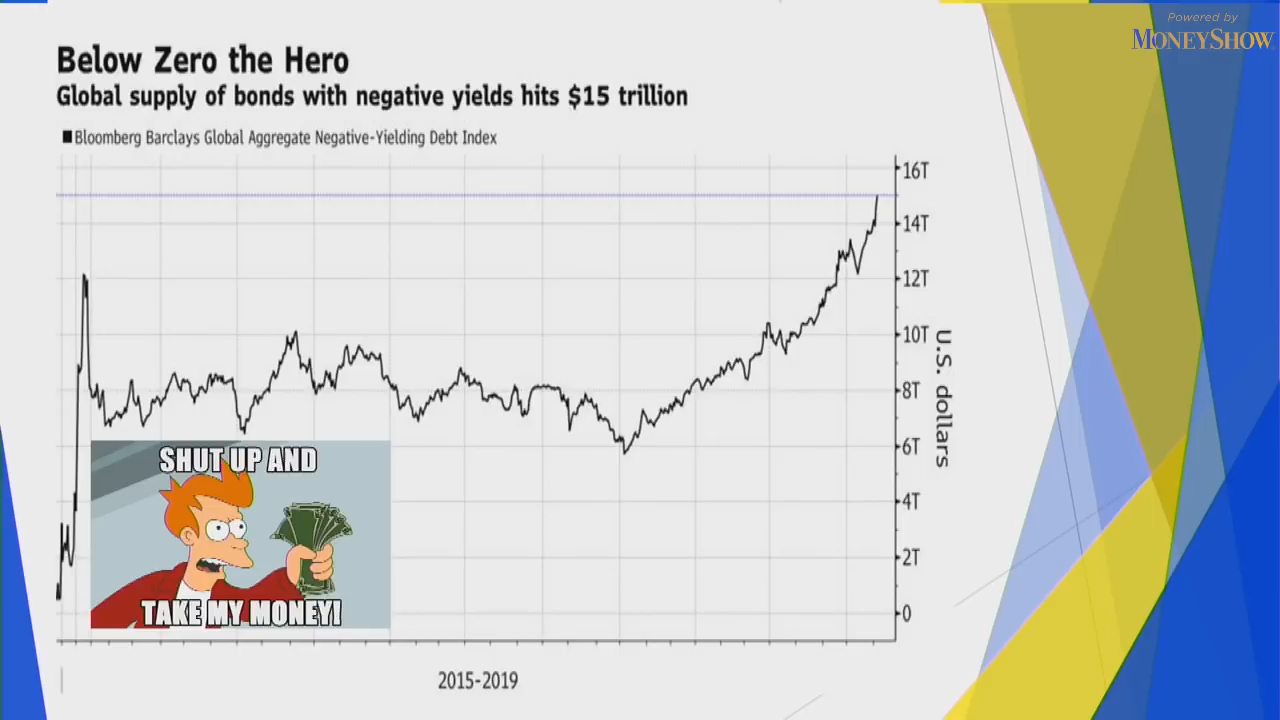 Powered by
MONEYSHOW
Below Zero the Hero
Global supply of bonds with negative yields hits $15 trillion
Bloomberg Barclays Global Aggregate Negative-Yielding Debt Index
16T
14T
12T
10T
8T
6T
4T
2T
0
U.S. dollars
SHUT UP AND
TAKE MY MONEY!
2015-2019